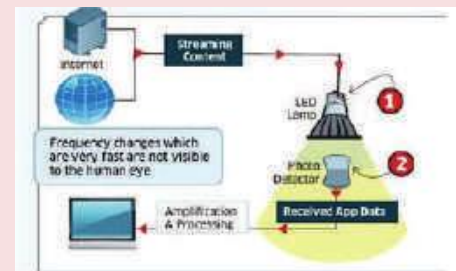 Streaming
Content
Internet
LED
Lamp
1
Frequency changes which
are very fast are not visible
to the human eye
Photo
Detector
2
Amplification
& Processing
Received App Data